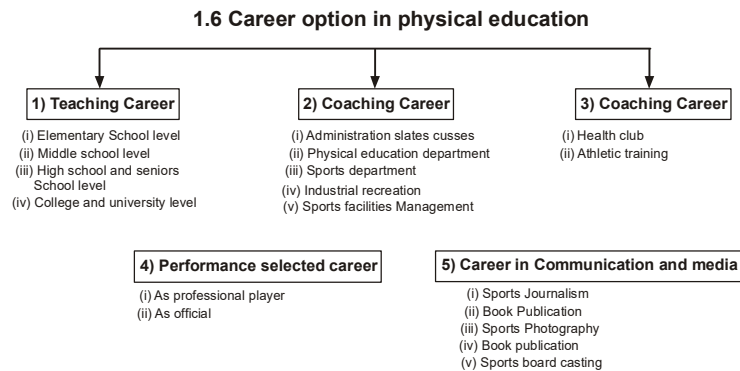 1.6 Career option in physical education
1) Teaching Career
(i) Elementary School level
(ii) Middle school level
(iii) High school and seniors
School level
(iv) College and university level
2) Coaching Career
(i) Administration slates cusses
(ii) Physical education department
(iii) Sports department
(iv) Industrial recreation
(v) Sports facilities Management
3) Coaching Career
(i) Health club
(ii) Athletic training
4) Performance selected career
(i) As professional player
(ii) As official
5) Career in Communication and media
(i) Sports Journalism
(ii) Book Publication
(iii) Sports Photography
(iv) Book publication
(v) Sports board casting